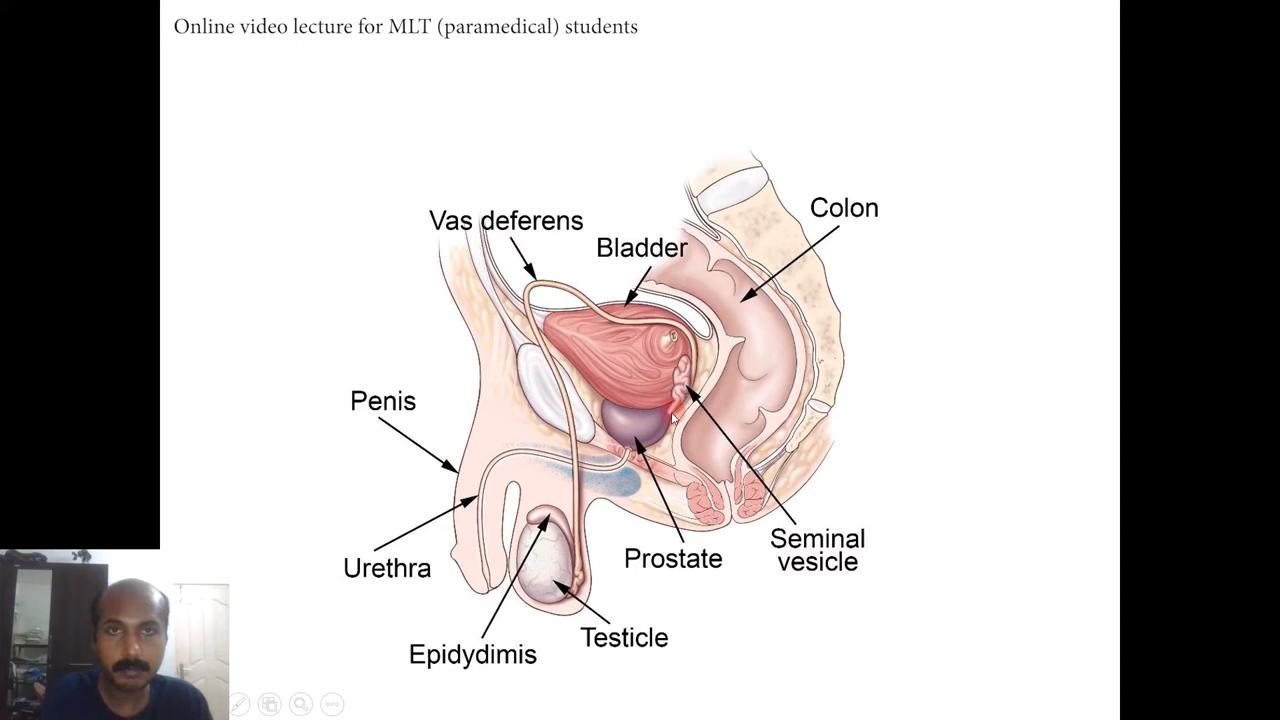 Online video lecture for MLT (paramedical) students
Colon
Vas deferens
Bladder
Penis
Seminal
vesicle
Prostate
Urethra
Testicle
Epidydimis